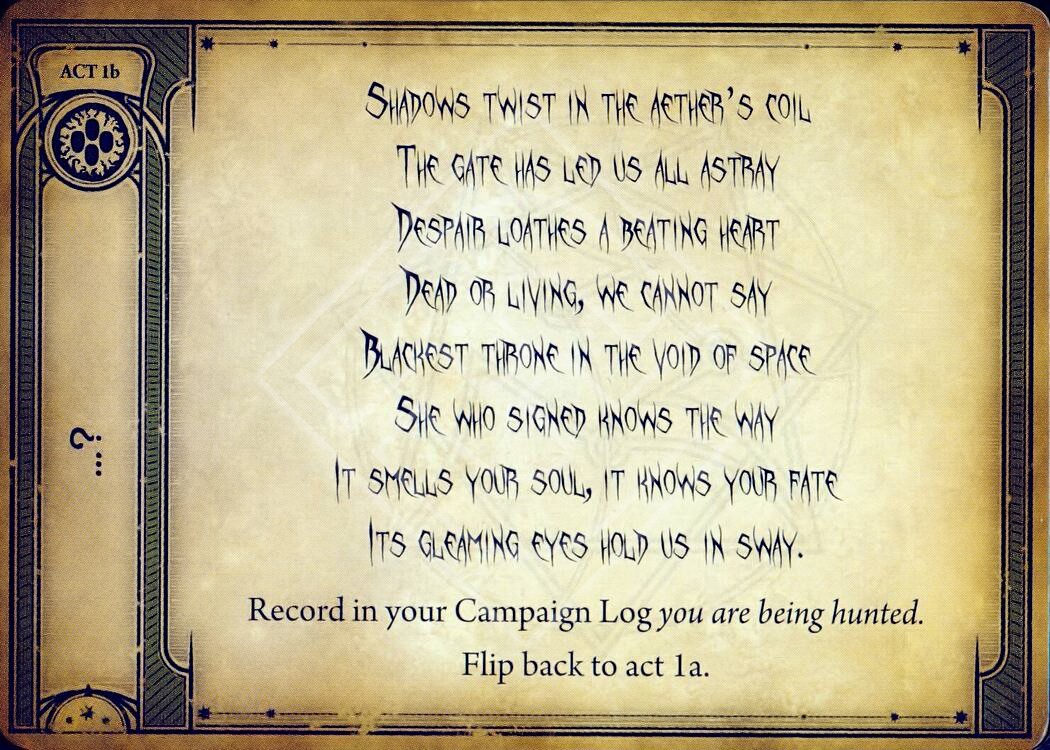 ACT 1b
...?
Shadows twist in the aether's coil
The gate has led us all astray
Despair loathes a beating heart
Dead or living, we cannot say
Blackest throne in the void of space
She who signed knows the way
It smells your soul, it knows your fate
Its gleaming eyes hold us in sway.
Record in your Campaign Log you are being hunted.
Flip back to act 1a.